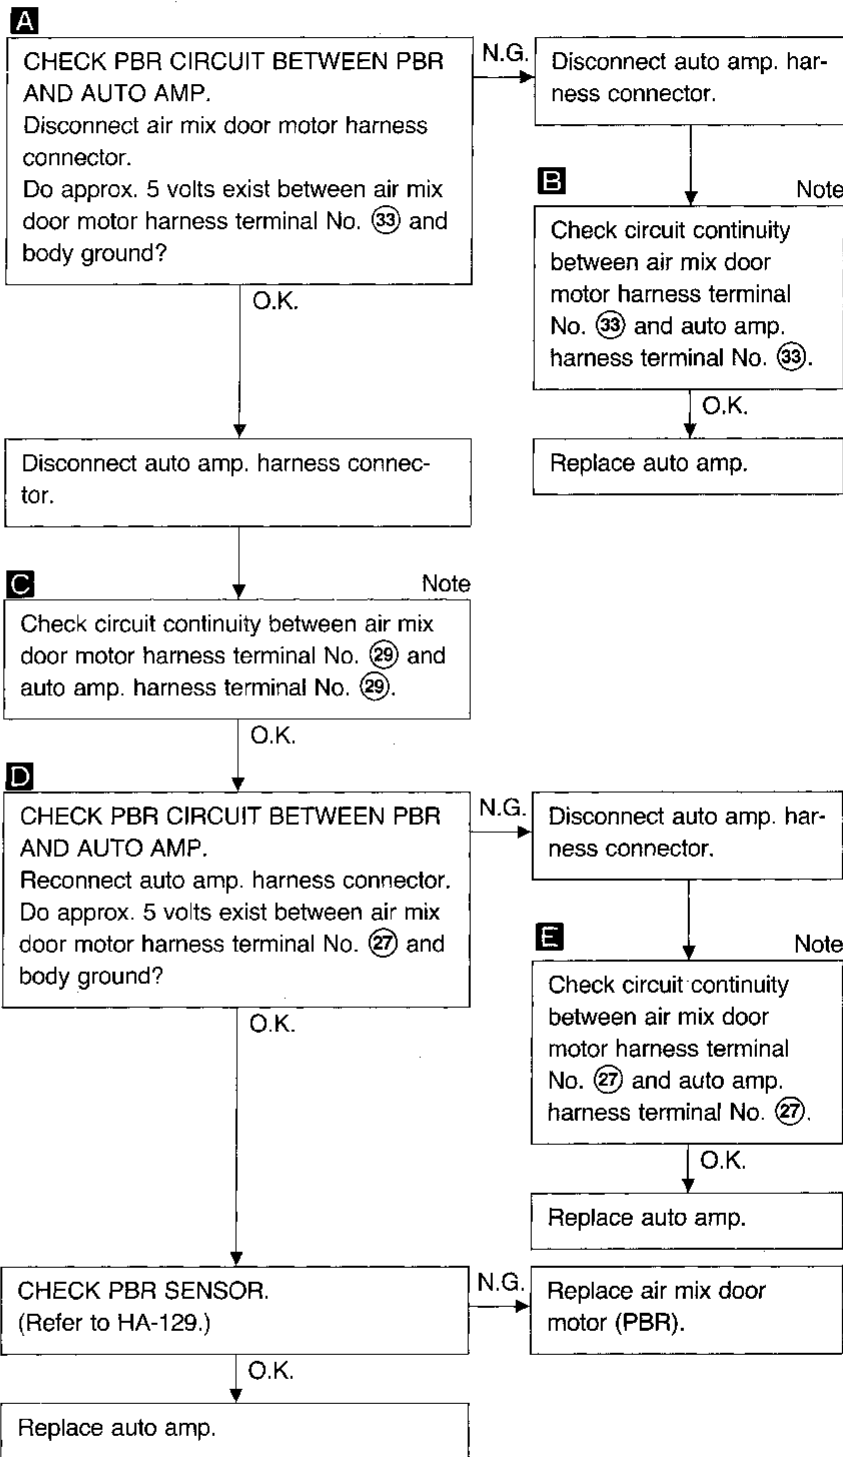 A
CHECK PBR CIRCUIT BETWEEN PBR
AND AUTO AMP.
Disconnect air mix door motor harness
connector.
Do approx. 5 volts exist between air mix
door motor harness terminal No. ㉝ and
body ground?
N.G.
Disconnect auto amp. har-
ness connector.
B
Note
Check circuit continuity
between air mix door
motor harness terminal
No. ㉝ and auto amp.
harness terminal No. ㉝.
O.K.
Replace auto amp.
O.K.
Disconnect auto amp. harness connec-
tor.
C
Note
Check circuit continuity between air mix
door motor harness terminal No. ㉙ and
auto amp. harness terminal No. ㉙.
O.K.
D
CHECK PBR CIRCUIT BETWEEN PBR
AND AUTO AMP.
Reconnect auto amp. harness connector.
Do approx. 5 volts exist between air mix
door motor harness terminal No. ㉗ and
body ground?
N.G.
Disconnect auto amp. har-
ness connector.
E
Note
Check circuit continuity
between air mix door
motor harness terminal
No. ㉗ and auto amp.
harness terminal No. ㉗.
O.K.
Replace auto amp.
O.K.
CHECK PBR SENSOR.
(Refer to HA-129.)
N.G.
Replace air mix door
motor (PBR).
O.K.
Replace auto amp.